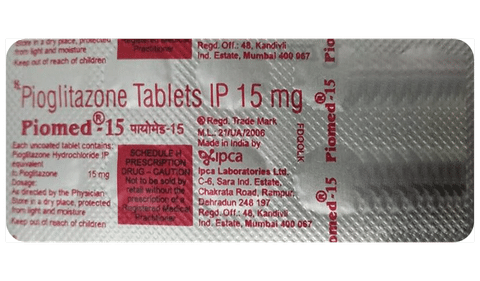 Store in a dry place, protected
from light and moisture
Keep out of reach of children
Registered Medical
Practitioner
Regd. Off.: 48, Kandivli
Ind. Estate, Mumbai 400 067
Pioglitazone Tablets IP 15 mg
Piomed®-15 पायोमेड-15
Each uncoated tablet contains:
Pioglitazone Hydrochloride IP
equivalent
to Pioglitazone 15 mg
Dosage:
As directed by the Physician
Store in a dry place, protected
from light and moisture
Keep out of reach of children
SCHEDULE H
PRESCRIPTION
DRUG - CAUTION
Not to be sold by
retail without the
prescription of a
Registered Medical
Practitioner
® Regd. Trade Mark
M.L.: 21/UA/2006
Made in India by
ipca
Ipca Laboratories Ltd.
C-6, Sara Ind. Estate,
Chakrata Road, Rampur,
Dehradun 248 197
Regd. Off.: 48, Kandivli
Ind. Estate, Mumbai 400 067
Piomed®-15
Piomed®-15